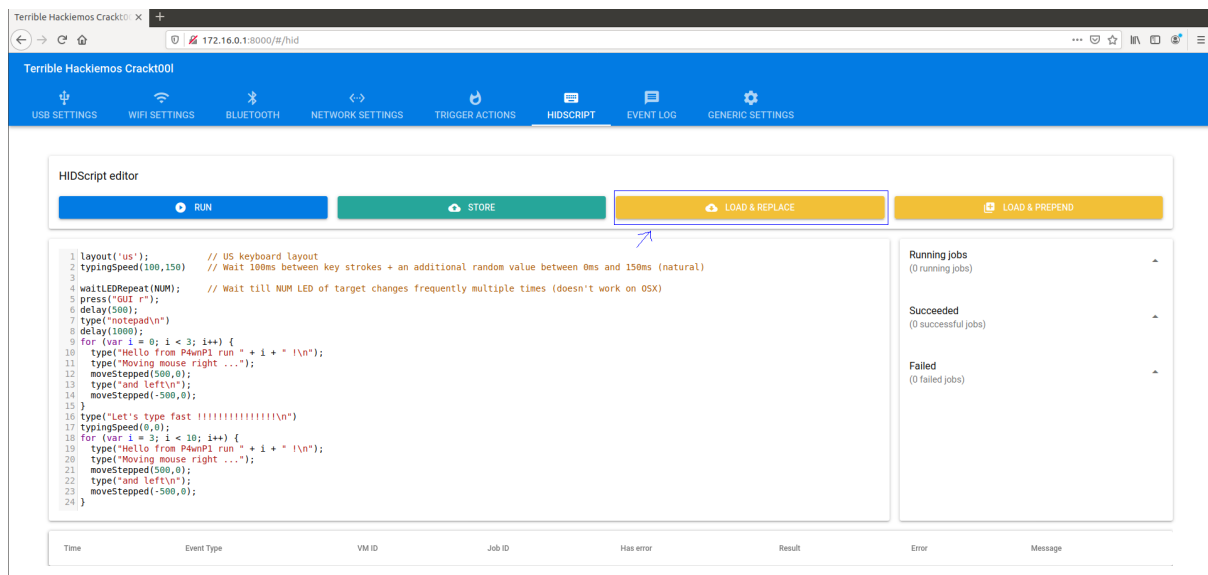 Terrible Hackiemos Crackt00l
172.16.0.1:8000/#/hid
Terrible Hackiemos Crackt00l
USB SETTINGS WIFI SETTINGS BLUETOOTH NETWORK SETTINGS TRIGGER ACTIONS HIDSCRIPT EVENT LOG GENERIC SETTINGS
HIDScript editor
RUN STORE LOAD & REPLACE LOAD & PREPEND
1 layout('us'); // US keyboard layout
2 typingSpeed(100,150) // Wait 100ms between key strokes + an additional random value between 0ms and 150ms (natural)
3
4 waitLEDRepeat(NUM); // Wait till NUM LED of target changes frequently multiple times (doesn't work on OSX)
5 press("GUI r");
6 delay(500);
7 type("notepad\n")
8 delay(1000);
9 for (var i = 0; i < 3; i++) {
10 type("Hello from P4wnP1 run " + i + " !\n");
11 type("Moving mouse right ...");
12 moveStepped(500,0);
13 type("and left\n");
14 moveStepped(-500,0);
15 }
16 type("Let's type fast !!!!!!!!!!!!!!!\n")
17 typingSpeed(0,0);
18 for (var i = 3; i < 10; i++) {
19 type("Hello from P4wnP1 run " + i + " !\n");
20 type("Moving mouse right ...");
21 moveStepped(500,0);
22 type("and left\n");
23 moveStepped(-500,0);
24 }
Running jobs
(0 running jobs)
Succeeded
(0 successful jobs)
Failed
(0 failed jobs)
Time Event Type VM ID Job ID Has error Result Error Message